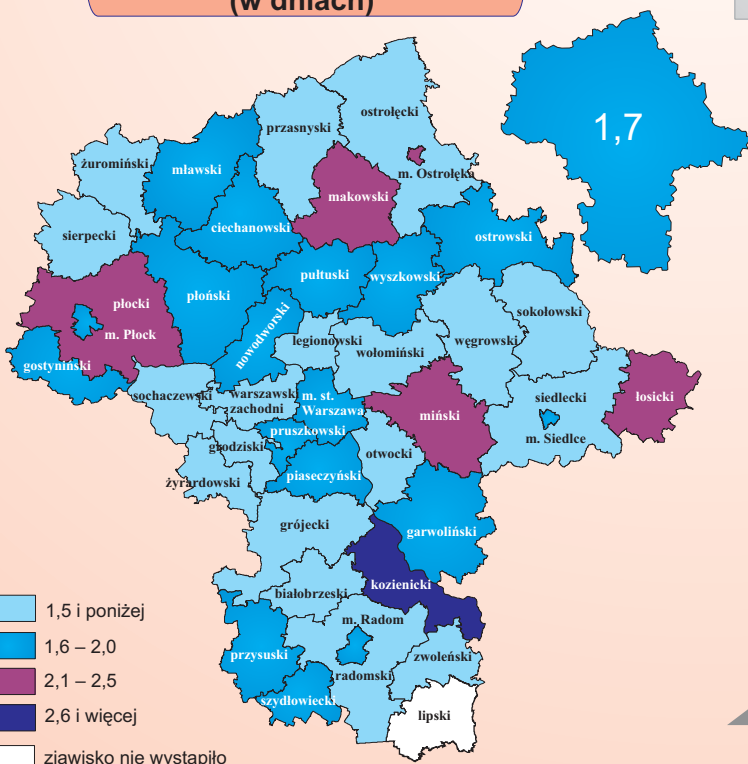 (w dniach)
1,7
ostrołęcki
przasnyski
żuromiński
mławski
m. Ostrołęka
makowski
ciechanowski
sierpecki
ostrowski
pułtuski
wyszkowski
płoński
płocki
m. Płock
sokołowski
nowodworski
legionowski
węgrowski
wołomiński
gostyniński
sochaczewski
warszawski
zachodni
m. st.
Warszawa
miński
siedlecki
łosicki
m. Siedlce
pruszkowski
grodziski
otwocki
piaseczyński
żyrardowski
grójecki
garwoliński
kozienicki
białobrzeski
m. Radom
zwoleński
przysuski
radomski
szydłowiecki
lipski
1,5 i poniżej
1,6 – 2,0
2,1 – 2,5
2,6 i więcej
zjawisko nie wystąpiło